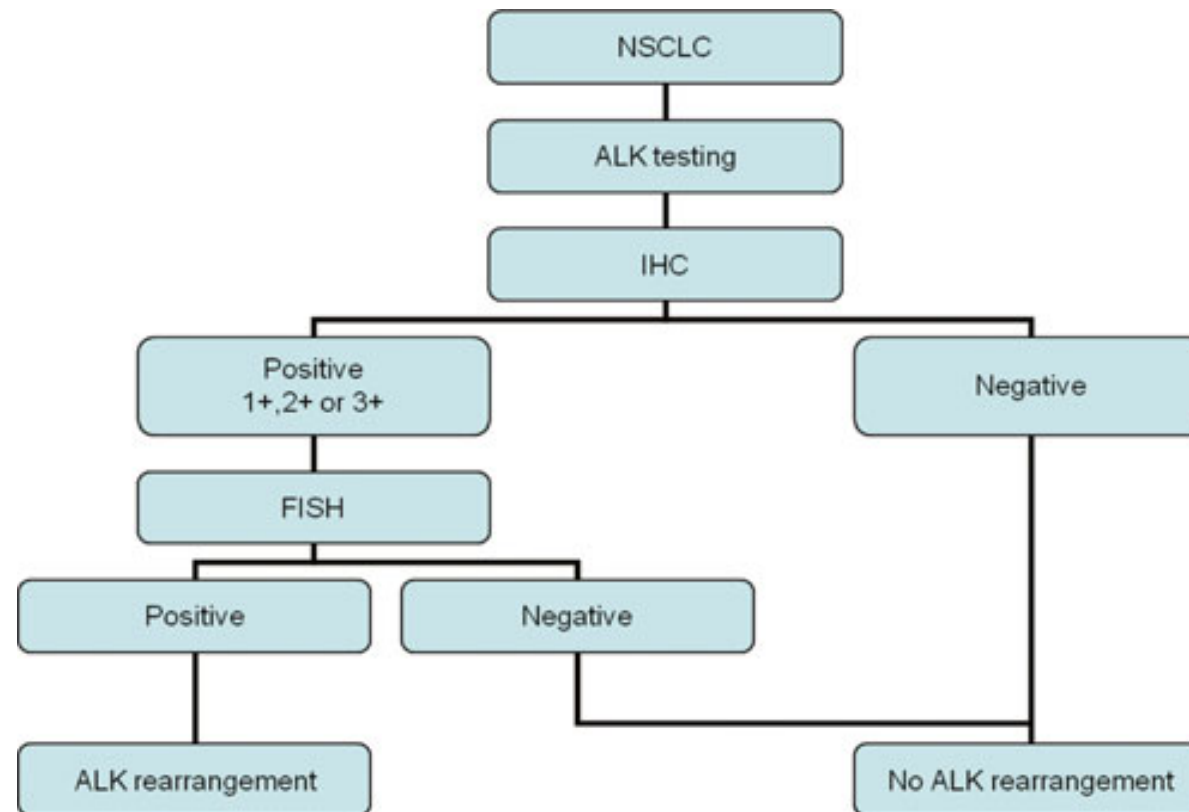 NSCLC
ALK testing
IHC
Positive
1+,2+ or 3+
Negative
FISH
Positive
Negative
ALK rearrangement
No ALK rearrangement